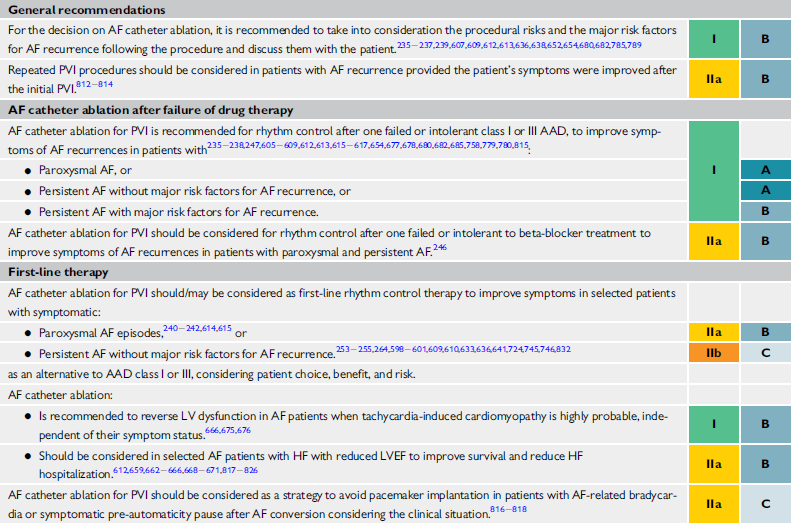 General recommendations
For the decision on AF catheter ablation, it is recommended to take into consideration the procedural risks and the major risk factors
for AF recurrence following the procedure and discuss them with the patient.235–237,239,607,609,612,613,636,638,652,654,680,682,785,789
I B
Repeated PVI procedures should be considered in patients with AF recurrence provided the patient's symptoms were improved after
the initial PVI.812–814
IIa B
AF catheter ablation after failure of drug therapy
AF catheter ablation for PVI is recommended for rhythm control after one failed or intolerant class I or III AAD, to improve symp-
toms of AF recurrences in patients with235–238,247,605–609,612,613,615–617,654,677,678,680,682,685,758,779,780,815:
I
● Paroxysmal AF, or A
● Persistent AF without major risk factors for AF recurrence, or A
● Persistent AF with major risk factors for AF recurrence. B
AF catheter ablation for PVI should be considered for rhythm control after one failed or intolerant to beta-blocker treatment to
improve symptoms of AF recurrences in patients with paroxysmal and persistent AF.246
IIa B
First-line therapy
AF catheter ablation for PVI should/may be considered as first-line rhythm control therapy to improve symptoms in selected patients
with symptomatic:
● Paroxysmal AF episodes,240–242,614,615 or IIa B
● Persistent AF without major risk factors for AF recurrence.253–255,264,598–601,609,610,633,636,641,724,745,746,832 IIb C
as an alternative to AAD class I or III, considering patient choice, benefit, and risk.
AF catheter ablation:
● Is recommended to reverse LV dysfunction in AF patients when tachycardia-induced cardiomyopathy is highly probable, inde-
pendent of their symptom status.666,675,676
I B
● Should be considered in selected AF patients with HF with reduced LVEF to improve survival and reduce HF
hospitalization.612,659,662–666,668–671,817–826
IIa B
AF catheter ablation for PVI should be considered as a strategy to avoid pacemaker implantation in patients with AF-related bradycar-
dia or symptomatic pre-automaticity pause after AF conversion considering the clinical situation.816–818
IIa C